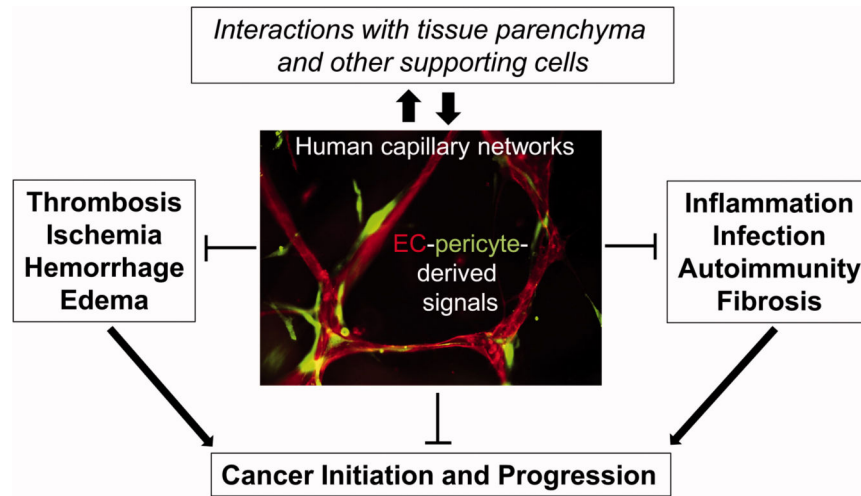 Interactions with tissue parenchyma
and other supporting cells
Human capillary networks
Thrombosis
Ischemia
Hemorrhage
Edema
EC-pericyte-
derived
signals
Inflammation
Infection
Autoimmunity
Fibrosis
Cancer Initiation and Progression